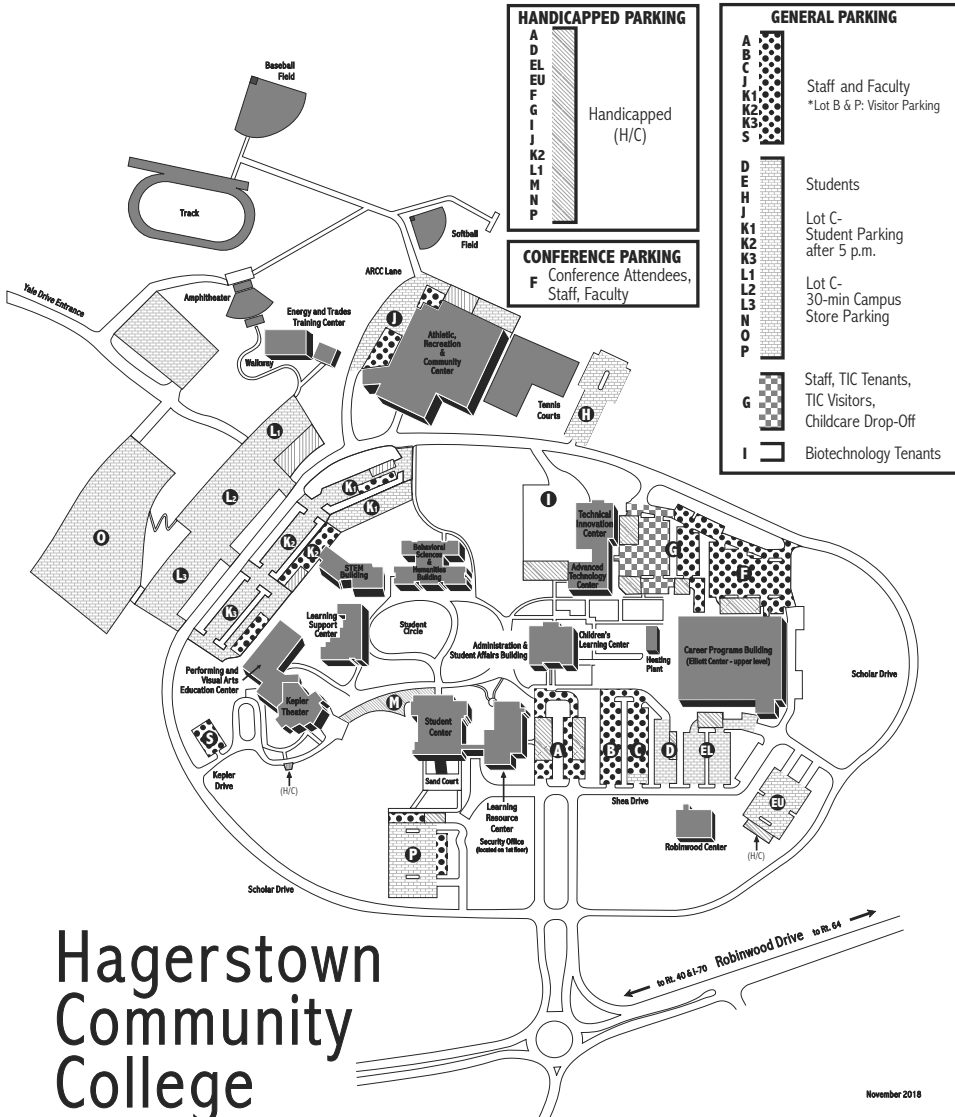 HANDICAPPED PARKING
A
D
EL
EU
F
G
I
J
K2
L1
M
N
P
Handicapped
(H/C)
CONFERENCE PARKING
F Conference Attendees,
Staff, Faculty
GENERAL PARKING
A
B
C
J
K1
K2
K3
S
Staff and Faculty
*Lot B & P: Visitor Parking
D
E
H
J
K1
K2
K3
L1
L2
L3
N
O
P
Students
Lot C-
Student Parking
after 5 p.m.
Lot C-
30-min Campus
Store Parking
G
Staff, TIC Tenants,
TIC Visitors,
Childcare Drop-Off
I
Biotechnology Tenants
Baseball
Field
Track
Softball
Field
ARCC Lane
Yale Drive Entrance
Amphitheater
Energy and Trades
Training Center
Walkway
J
Athletic,
Recreation
&
Community
Center
Tennis
Courts
H
L1
L2
L3
O
K1
K1
K2
K2
K3
I
Technical
Innovation
Center
Advanced
Technology
Center
G
F
STEM
Building
Behavioral
Sciences
&
Humanities
Building
Learning
Support
Center
Student
Circle
Administration &
Student Affairs Building
Children's
Learning Center
Heating
Plant
Career Programs Building
(Elliott Center - upper level)
Scholar Drive
Performing and
Visual Arts
Education Center
Kepler
Theater
M
Student
Center
S
Kepler
Drive
(H/C)
Sand Court
A
B
C
D
EL
EU
Shea Drive
Learning
Resource
Center
Security Office
(located on 1st floor)
Robinwood Center
(H/C)
P
Scholar Drive
to Rt. 40 & I-70 Robinwood Drive to Rt. 64
Hagerstown
Community
College
November 2018